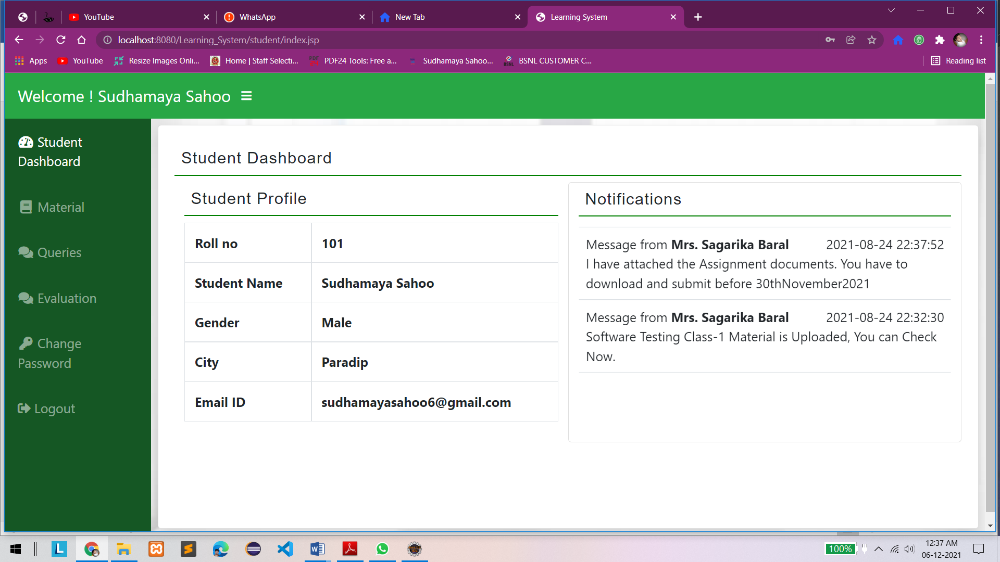 YouTube
WhatsApp
New Tab
Learning System
localhost:8080/Learning_System/student/index.jsp
Apps
YouTube
Resize Images Onli...
Home | Staff Selecti...
PDF24 Tools: Free a...
Sudhamaya Sahoo...
BSNL CUSTOMER C...
Reading list
Welcome ! Sudhamaya Sahoo
Student
Dashboard
Material
Queries
Evaluation
Change
Password
Logout
Student Dashboard
Student Profile
Roll no 101
Student Name Sudhamaya Sahoo
Gender Male
City Paradip
Email ID sudhamayasahoo6@gmail.com
Notifications
Message from Mrs. Sagarika Baral 2021-08-24 22:37:52
I have attached the Assignment documents. You have to
download and submit before 30thNovember2021
Message from Mrs. Sagarika Baral 2021-08-24 22:32:30
Software Testing Class-1 Material is Uploaded, You can Check
Now.
100%
12:37 AM
06-12-2021